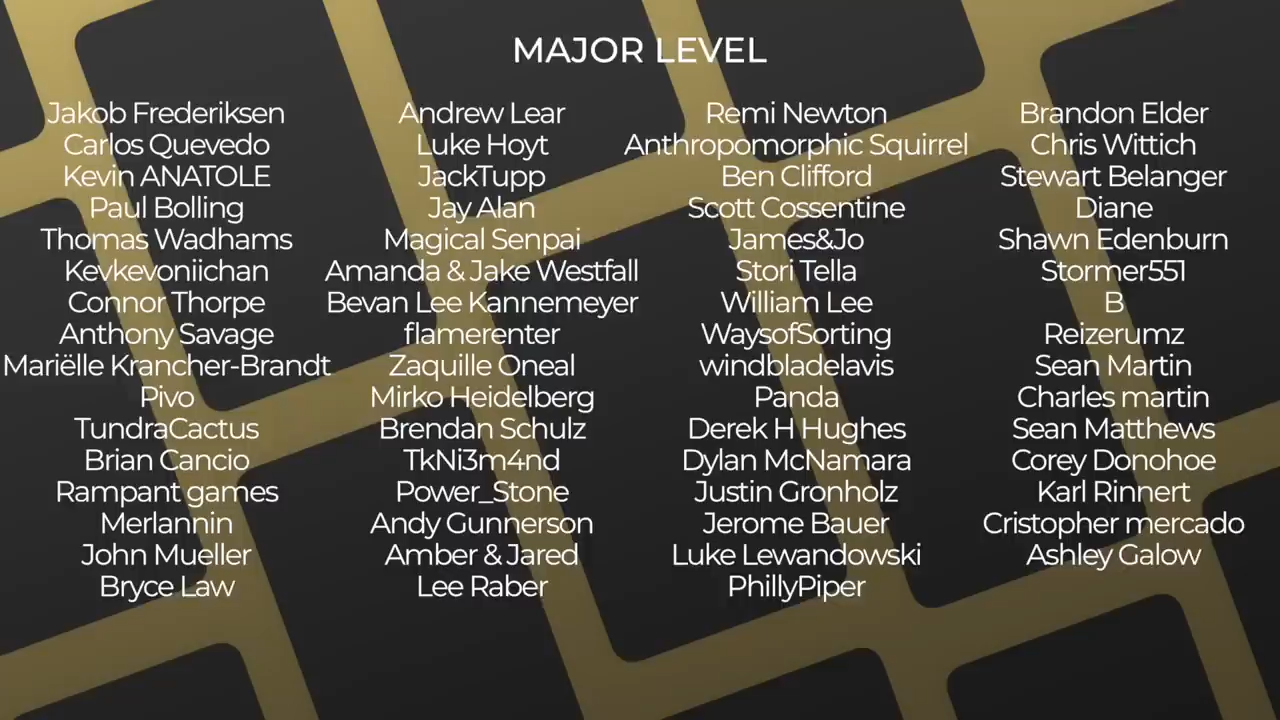 MAJOR LEVEL
Jakob Frederiksen
Carlos Quevedo
Kevin ANATOLE
Paul Bolling
Thomas Wadhams
Kevkevoniichan
Connor Thorpe
Anthony Savage
Mariëlle Krancher-Brandt
Pivo
TundraCactus
Brian Cancio
Rampant games
Merlannin
John Mueller
Bryce Law
Andrew Lear
Luke Hoyt
JackTupp
Jay Alan
Magical Senpai
Amanda & Jake Westfall
Bevan Lee Kannemeyer
flamerenter
Zaquille Oneal
Mirko Heidelberg
Brendan Schulz
TkNi3m4nd
Power_Stone
Andy Gunnerson
Amber & Jared
Lee Raber
Remi Newton
Anthropomorphic Squirrel
Ben Clifford
Scott Cossentine
James&Jo
Stori Tella
William Lee
WaysofSorting
windbladelavis
Panda
Derek H Hughes
Dylan McNamara
Justin Gronholz
Jerome Bauer
Luke Lewandowski
PhillyPiper
Brandon Elder
Chris Wittich
Stewart Belanger
Diane
Shawn Edenburn
Stormer551
B
Reizerumz
Sean Martin
Charles martin
Sean Matthews
Corey Donohoe
Karl Rinnert
Cristopher mercado
Ashley Galow